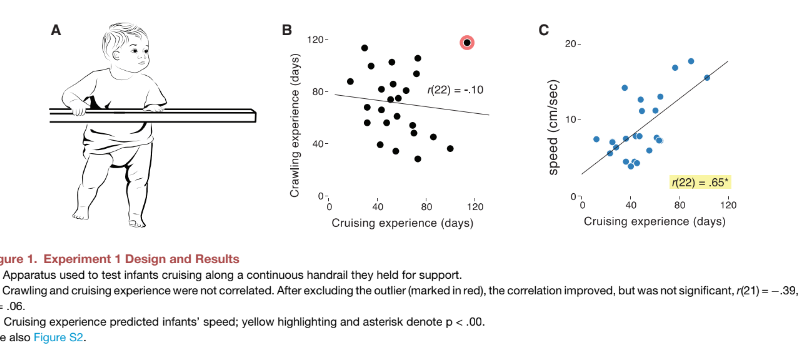 A
B
C
120
80
40
0
0
40
80
120
Crawling experience (days)
Cruising experience (days)
r(22) = -.10
20
10
0
0
40
80
120
speed (cm/sec)
Cruising experience (days)
r(22) = .65*
gure 1. Experiment 1 Design and Results
Apparatus used to test infants cruising along a continuous handrail they held for support.
Crawling and cruising experience were not correlated. After excluding the outlier (marked in red), the correlation improved, but was not significant, r(21) = −.39,
= .06.
Cruising experience predicted infants' speed; yellow highlighting and asterisk denote p < .00.
e also Figure S2.